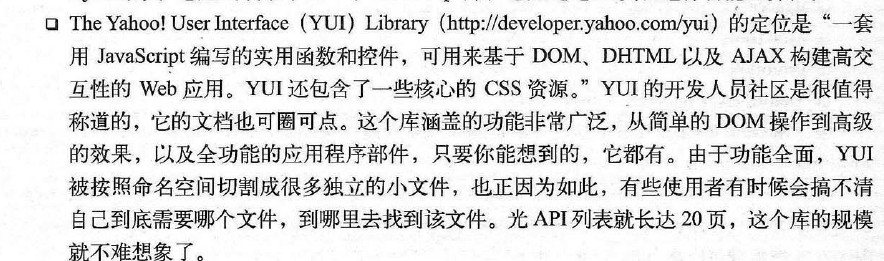 ❑ The Yahoo! User Interface（YUI）Library（http://developer.yahoo.com/yui）的定位是“一套
用 JavaScript 编写的实用函数和控件，可用来基于 DOM、DHTML 以及 AJAX 构建高交
互性的 Web 应用。YUI 还包含了一些核心的 CSS 资源。” YUI 的开发人员社区是很值得
称道的，它的文档也可圈可点。这个库涵盖的功能非常广泛，从简单的 DOM 操作到高级
的效果，以及全功能的应用程序部件，只要你能想到的，它都有。由于功能全面，YUI
被按照命名空间切割成很多独立的小文件，也正因为如此，有些使用者有时候会搞不清
自己到底需要哪个文件，到哪里去找到该文件。光 API 列表就长达 20 页，这个库的规模
就不难想象了。